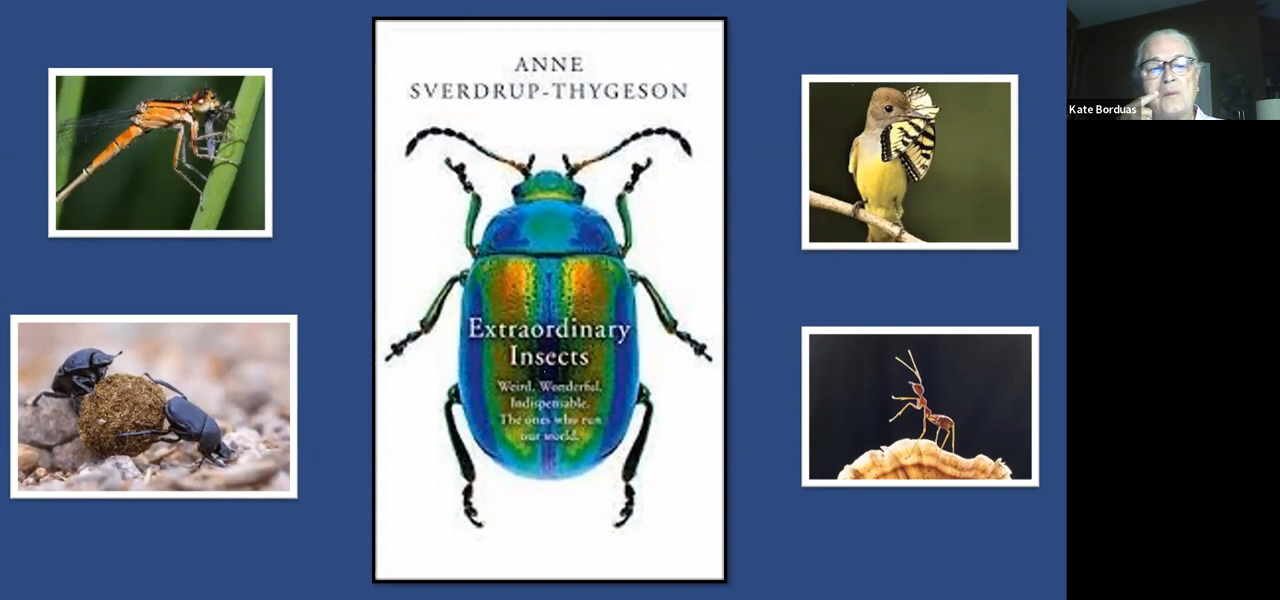 ANNE
SVERDRUP-THYGESON
Extraordinary
Insects
Weird. Wonderful.
Indispensable.
The ones who run
our world.
Kate Borduas